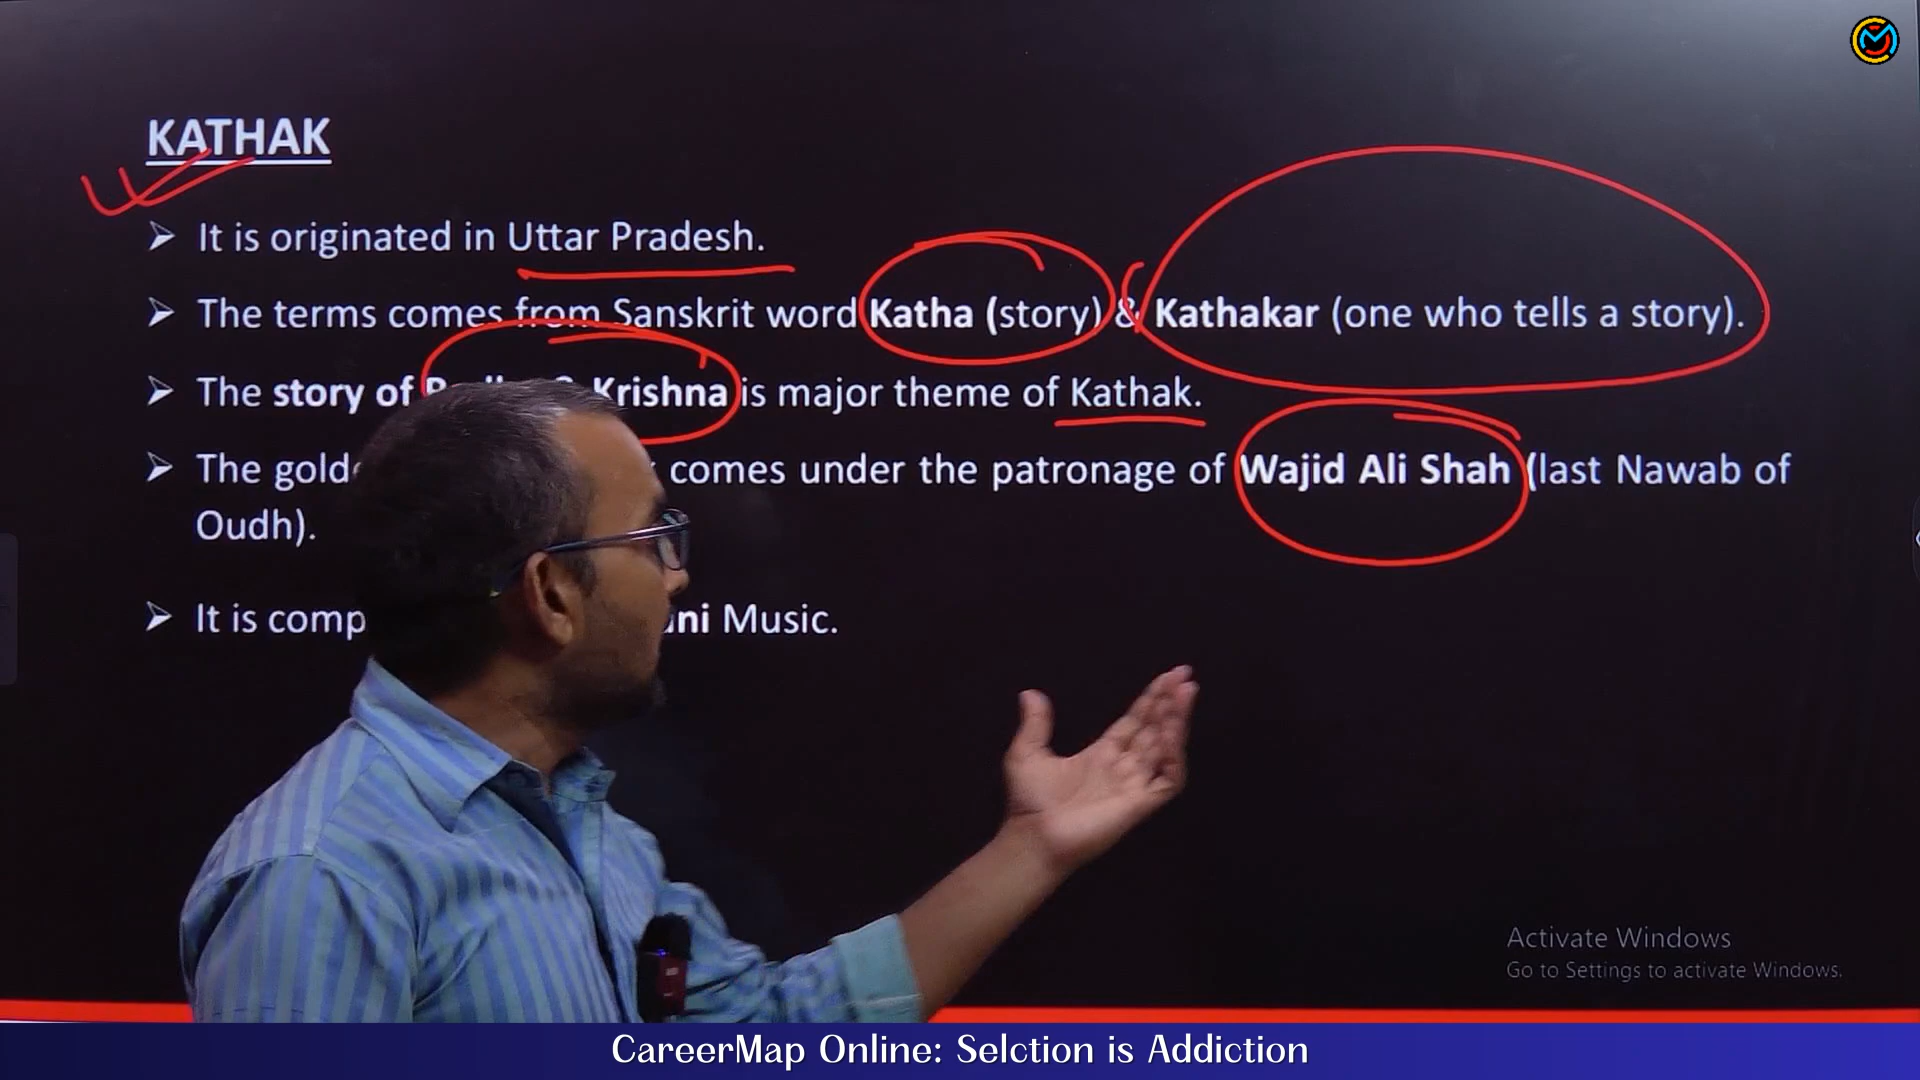 KATHAK
➤ It is originated in Uttar Pradesh.
➤ The terms comes from Sanskrit word Katha (story) & Kathakar (one who tells a story).
➤ The story of Krishna is major theme of Kathak.
➤ The comes under the patronage of Wajid Ali Shah (last Nawab of
Oudh).
➤ It is Music.
Activate Windows
Go to Settings to activate Windows.
CareerMap Online: Selction is Addiction